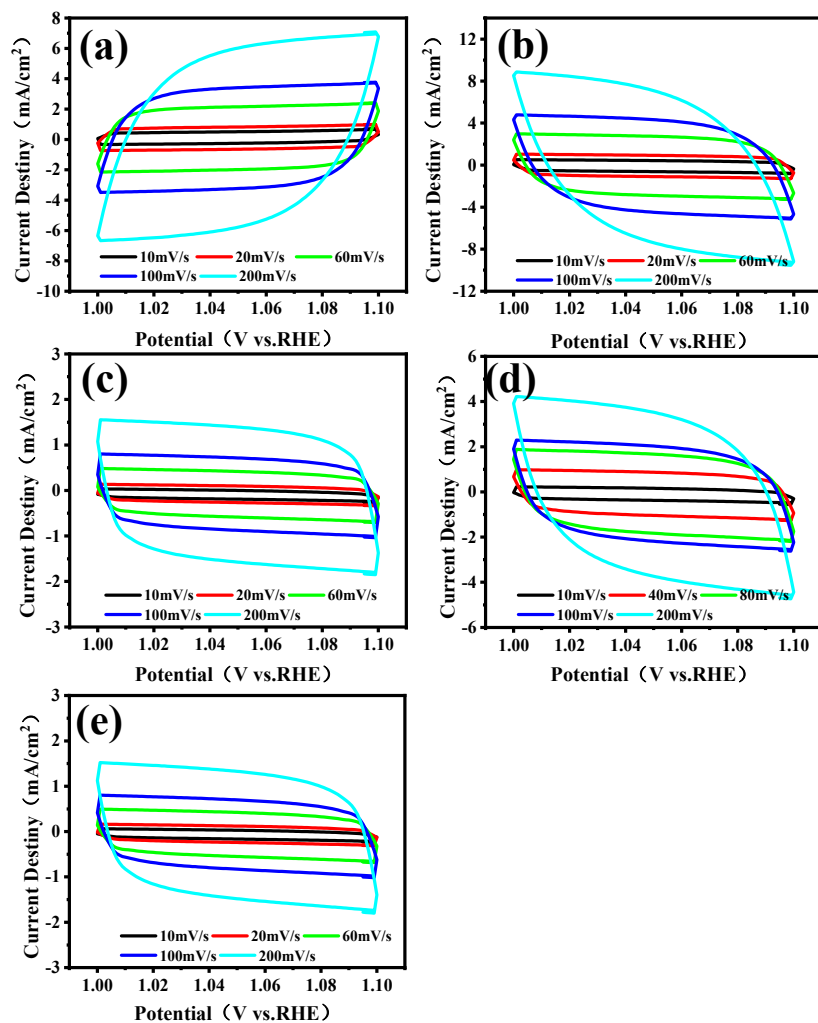 (a)
8
6
4
2
0
-2
-4
-6
-8
-10
Current Destiny（mA/cm²）
10mV/s 20mV/s 60mV/s
100mV/s 200mV/s
1.00 1.02 1.04 1.06 1.08 1.10
Potential（V vs.RHE）
(b)
12
8
4
0
-4
-8
-12
Current Destiny（mA/cm²）
10mV/s 20mV/s 60mV/s
100mV/s 200mV/s
1.00 1.02 1.04 1.06 1.08 1.10
Potential（V vs.RHE）
(c)
3
2
1
0
-1
-2
-3
Current Destiny（mA/cm²）
10mV/s 20mV/s 60mV/s
100mV/s 200mV/s
1.00 1.02 1.04 1.06 1.08 1.10
Potential（V vs.RHE）
(d)
6
4
2
0
-2
-4
-6
Current Destiny（mA/cm²）
10mV/s 40mV/s 80mV/s
100mV/s 200mV/s
1.00 1.02 1.04 1.06 1.08 1.10
Potential（V vs.RHE）
(e)
3
2
1
0
-1
-2
-3
Current Destiny（mA/cm²）
10mV/s 20mV/s 60mV/s
100mV/s 200mV/s
1.00 1.02 1.04 1.06 1.08 1.10
Potential（V vs.RHE）